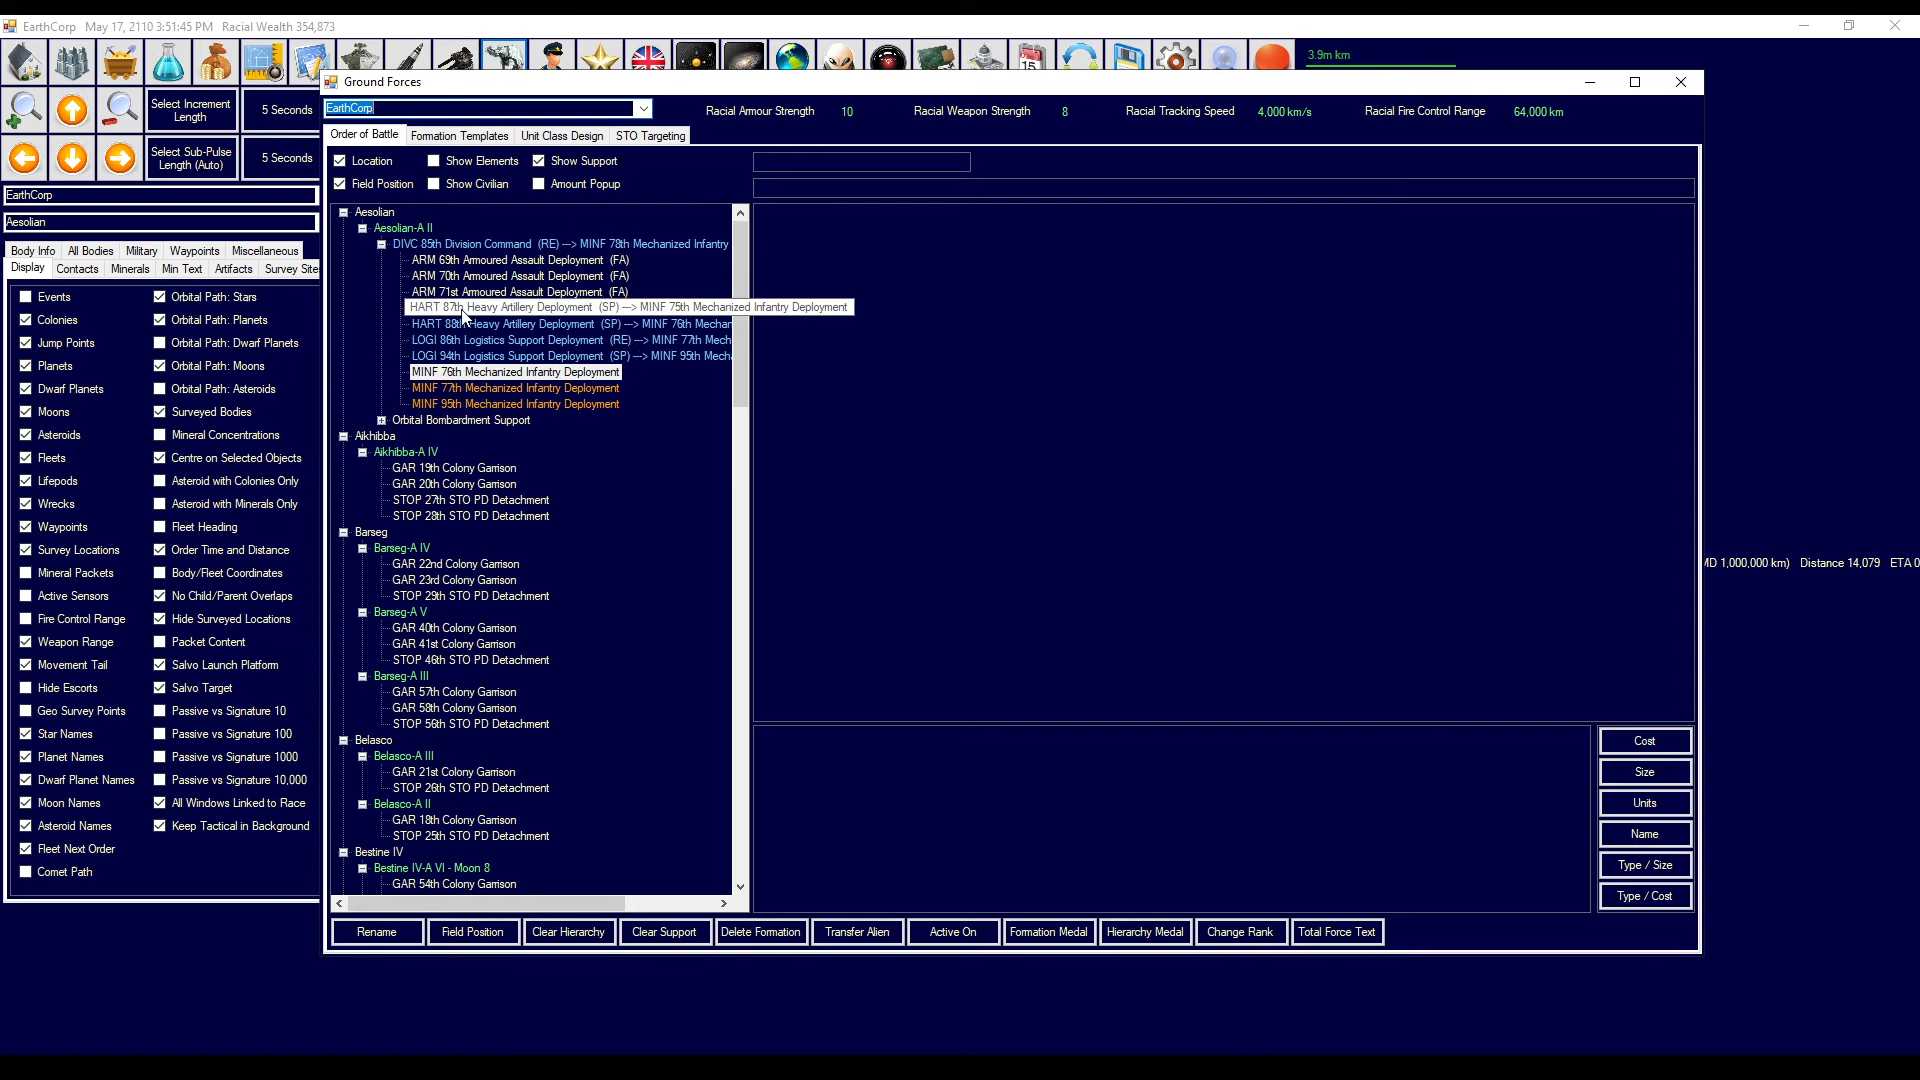 EarthCorp May 17, 2110 3:51:45 PM Racial Wealth 354,873
3.9m km
Select Increment Length
5 Seconds
Select Sub-Pulse Length (Auto)
5 Seconds
EarthCorp
Aesolian
Body Info All Bodies Military Waypoints Miscellaneous
Display Contacts Minerals Min Text Artifacts Survey Site
Events Orbital Path: Stars
Colonies Orbital Path: Planets
Jump Points Orbital Path: Dwarf Planets
Planets Orbital Path: Moons
Dwarf Planets Orbital Path: Asteroids
Moons Surveyed Bodies
Asteroids Mineral Concentrations
Fleets Centre on Selected Objects
Lifepods Asteroid with Colonies Only
Wrecks Asteroid with Minerals Only
Waypoints Fleet Heading
Survey Locations Order Time and Distance
Mineral Packets Body/Fleet Coordinates
Active Sensors No Child/Parent Overlaps
Fire Control Range Hide Surveyed Locations
Weapon Range Packet Content
Movement Tail Salvo Launch Platform
Hide Escorts Salvo Target
Geo Survey Points Passive vs Signature 10
Star Names Passive vs Signature 100
Planet Names Passive vs Signature 1000
Dwarf Planet Names Passive vs Signature 10,000
Moon Names All Windows Linked to Race
Asteroid Names Keep Tactical in Background
Fleet Next Order
Comet Path
Ground Forces
EarthCorp
Racial Armour Strength 10 Racial Weapon Strength 8 Racial Tracking Speed 4,000 km/s Racial Fire Control Range 64,000 km
Order of Battle Formation Templates Unit Class Design STO Targeting
Location Show Elements Show Support
Field Position Show Civilian Amount Popup
Aesolian
Aesolian-A II
DIVC 85th Division Command (RE) --> MINF 78th Mechanized Infantry
ARM 69th Armoured Assault Deployment (FA)
ARM 70th Armoured Assault Deployment (FA)
ARM 71st Armoured Assault Deployment (FA)
HART 87th Heavy Artillery Deployment (SP) --> MINF 75th Mechanized Infantry Deployment
HART 88th Heavy Artillery Deployment (SP) --> MINF 76th Mechan
LOGI 86th Logistics Support Deployment (RE) --> MINF 77th Mech
LOGI 94th Logistics Support Deployment (SP) --> MINF 95th Mech
MINF 76th Mechanized Infantry Deployment
MINF 77th Mechanized Infantry Deployment
MINF 95th Mechanized Infantry Deployment
Orbital Bombardment Support
Aikhibba
Aikhibba-A IV
GAR 19th Colony Garrison
GAR 20th Colony Garrison
STOP 27th STO PD Detachment
STOP 28th STO PD Detachment
Barseg
Barseg-A IV
GAR 22nd Colony Garrison
GAR 23rd Colony Garrison
STOP 29th STO PD Detachment
Barseg-A V
GAR 40th Colony Garrison
GAR 41st Colony Garrison
STOP 46th STO PD Detachment
Barseg-A III
GAR 57th Colony Garrison
GAR 58th Colony Garrison
STOP 56th STO PD Detachment
Belasco
Belasco-A III
GAR 21st Colony Garrison
STOP 26th STO PD Detachment
Belasco-A II
GAR 18th Colony Garrison
STOP 25th STO PD Detachment
Bestine IV
Bestine IV-A VI - Moon 8
GAR 54th Colony Garrison
Cost
Size
Units
Name
Type / Size
Type / Cost
Rename Field Position Clear Hierarchy Clear Support Delete Formation Transfer Alien Active On Formation Medal Hierarchy Medal Change Rank Total Force Text
1,000,000 km) Distance 14,079 ETA